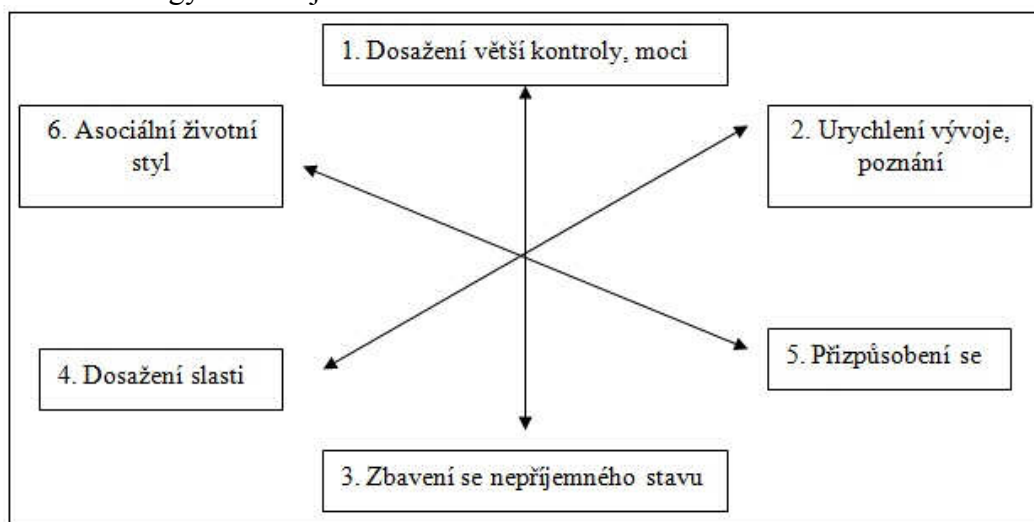 1. Dosažení větší kontroly, moci
6. Asociální životní
styl
2. Urychlení vývoje,
poznání
4. Dosažení slasti
5. Přizpůsobení se
3. Zbavení se nepříjemného stavu